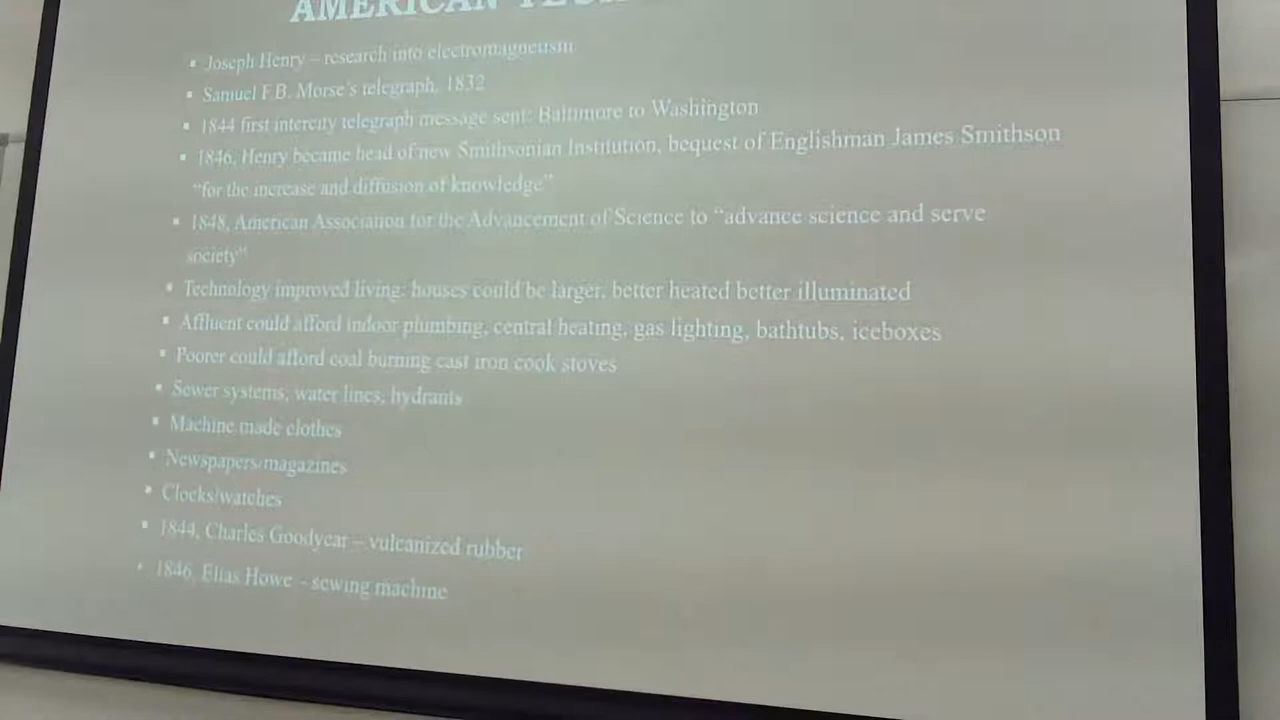 AMERICAN
▪ Joseph Henry – research into electromagnetism
▪ Samuel F.B. Morse's telegraph, 1832
▪ 1844 first intercity telegraph message sent: Baltimore to Washington
▪ 1846, Henry became head of new Smithsonian Institution, bequest of Englishman James Smithson
"for the increase and diffusion of knowledge"
▪ 1848, American Association for the Advancement of Science to "advance science and serve
society"
▪ Technology improved living: houses could be larger, better heated better illuminated
▪ Affluent could afford indoor plumbing, central heating, gas lighting, bathtubs, iceboxes
▪ Poorer could afford coal burning cast iron cook stoves
▪ Sewer systems, water lines, hydrants
▪ Machine made clothes
▪ Newspapers/magazines
▪ Clocks/watches
▪ 1844, Charles Goodyear – vulcanized rubber
▪ 1846, Elias Howe - sewing machine